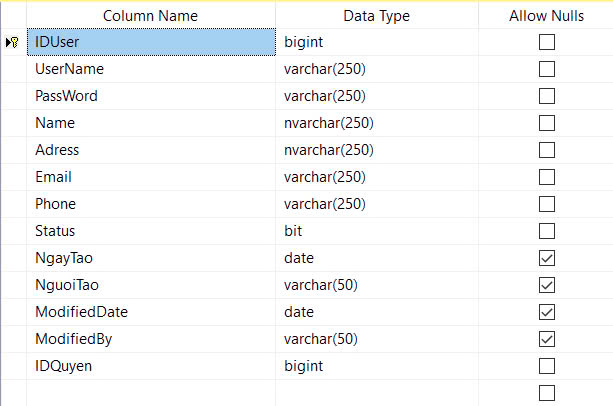 Column Name Data Type Allow Nulls
IDUser bigint
UserName varchar(250)
PassWord varchar(250)
Name nvarchar(250)
Adress nvarchar(250)
Email varchar(250)
Phone varchar(250)
Status bit
NgayTao date
NguoiTao varchar(50)
ModifiedDate date
ModifiedBy varchar(50)
IDQuyen bigint